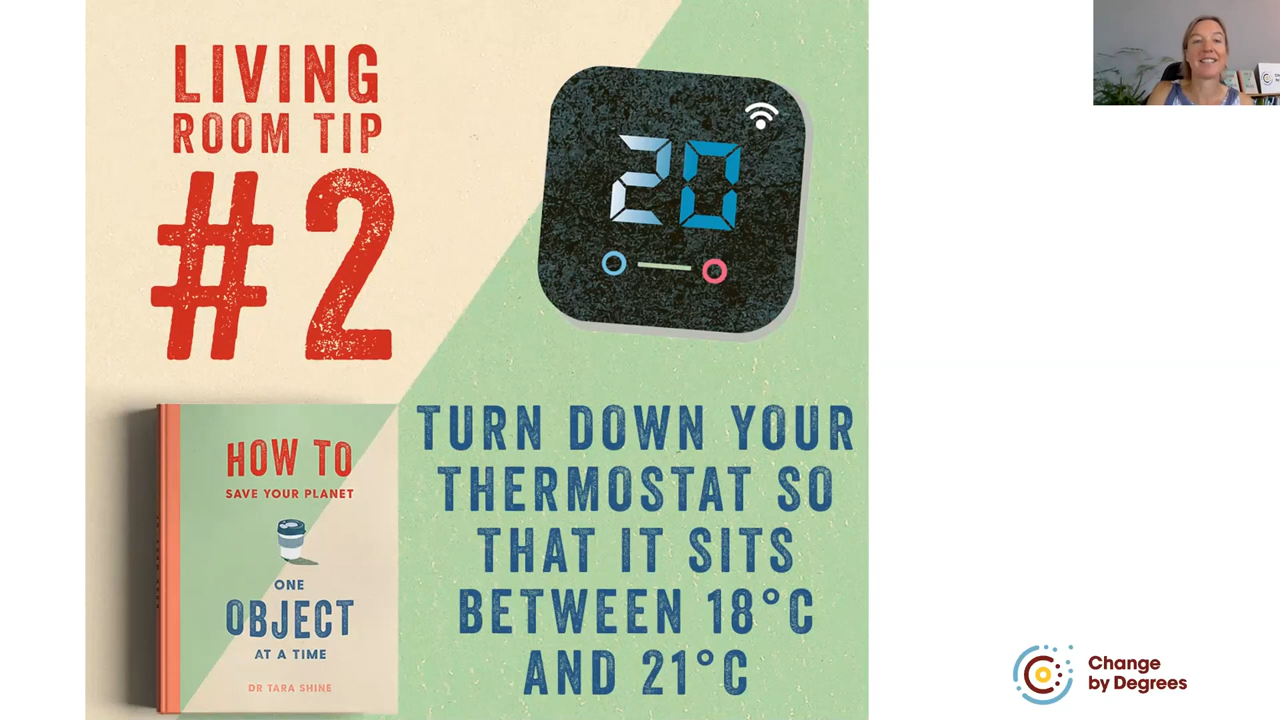 LIVING
ROOM TIP
#2
20
HOW TO
SAVE YOUR PLANET
ONE
OBJECT
AT A TIME
DR TARA SHINE
TURN DOWN YOUR
THERMOSTAT SO
THAT IT SITS
BETWEEN 18°C
AND 21°C
Change
by Degrees